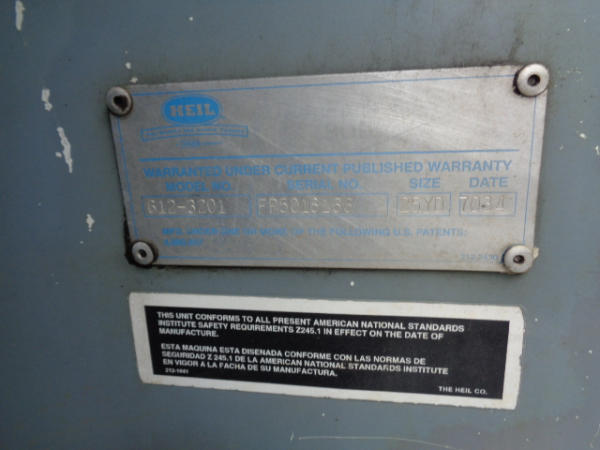 HEIL
WARRANTED UNDER CURRENT PUBLISHED WARRANTY
MODEL NO. SERIAL NO. SIZE DATE
612-3201 25YD
THE FOLLOWING U.S. PATENTS:
THIS UNIT CONFORMS TO ALL PRESENT AMERICAN NATIONAL STANDARDS
INSTITUTE SAFETY REQUIREMENTS Z245.1 IN EFFECT ON THE DATE OF
MANUFACTURE.
ESTA MAQUINA ESTA DISENADA CONFORME CON LAS NORMAS DE
SEGURIDAD Z 245.1 DE LA AMERICAN NATIONAL STANDARDS INSTITUTE
EN VIGOR A LA FACHA DE SU MANUFACTURA.
THE HEIL CO.